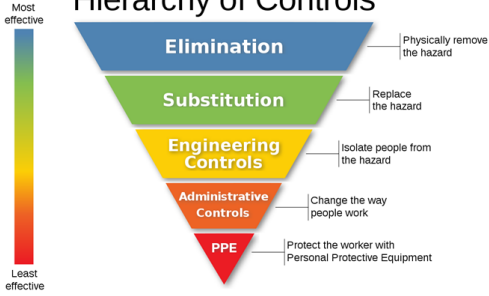 Hierarchy of Controls
Most
effective
Elimination
Physically remove
the hazard
Substitution
Replace
the hazard
Engineering
Controls
Isolate people from
the hazard
Administrative
Controls
Change the way
people work
PPE
Protect the worker with
Personal Protective Equipment
Least
effective